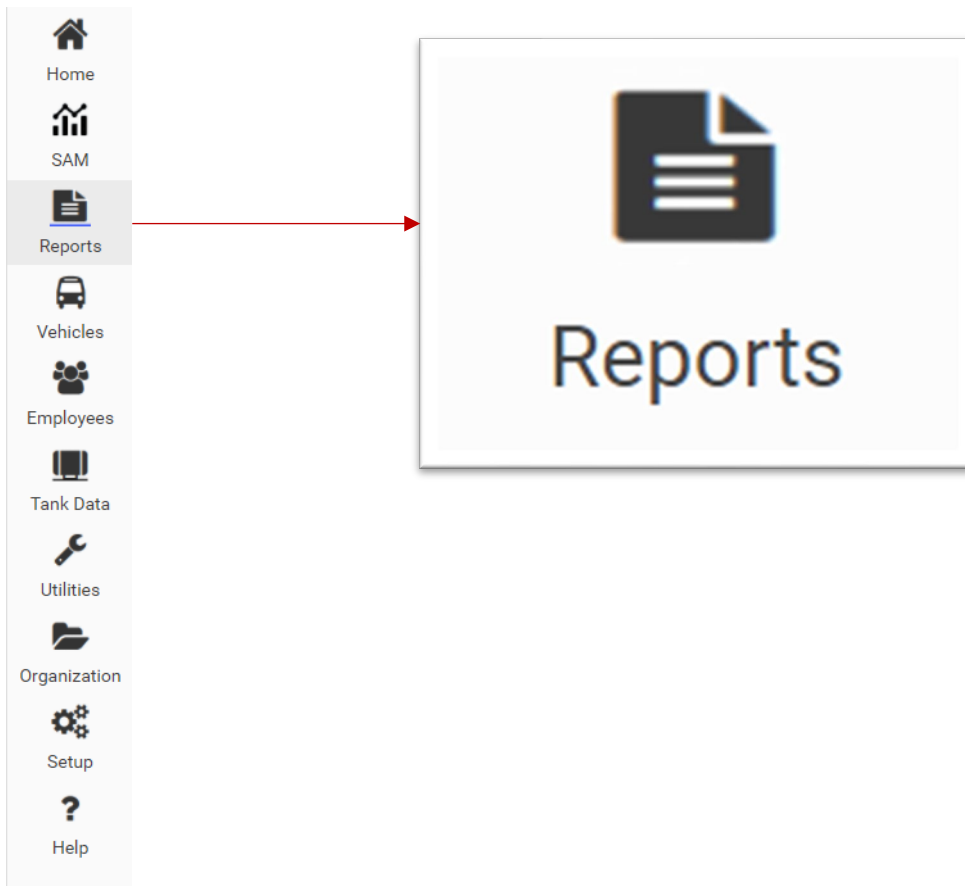 Home
SAM
Reports
Vehicles
Employees
Tank Data
Utilities
Organization
Setup
?
Help
Reports